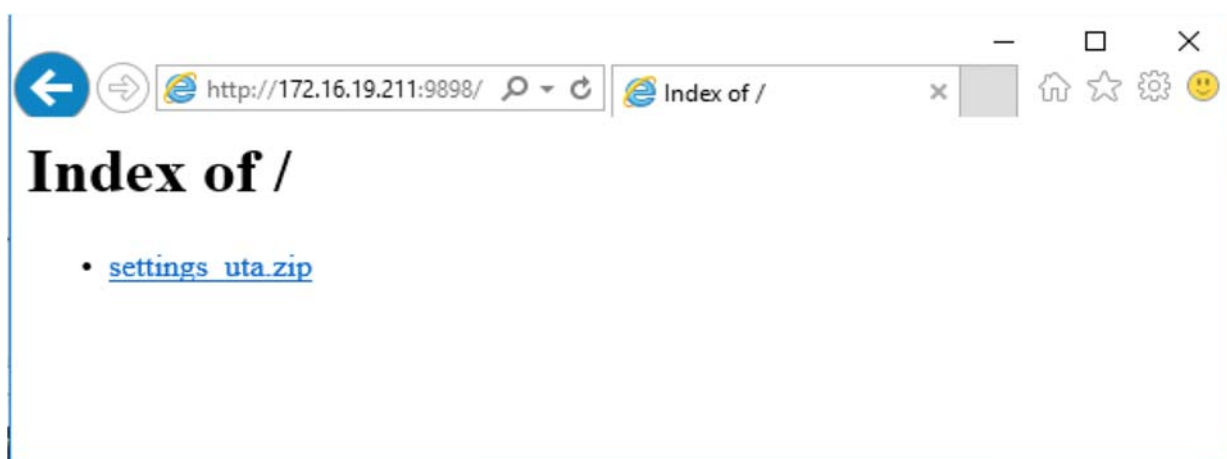 http://172.16.19.211:9898/
Index of /
Index of /
settings_uta.zip